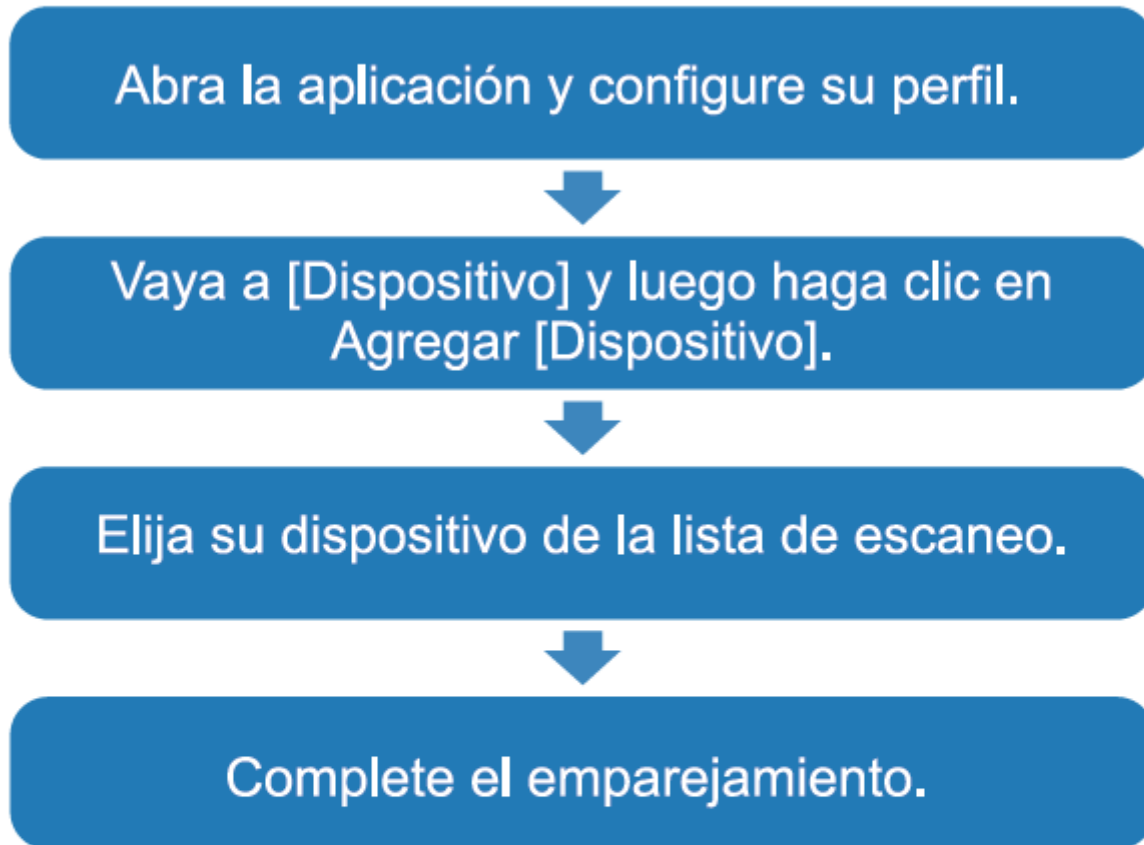 Abra la aplicación y configure su perfil.
Vaya a [Dispositivo] y luego haga clic en
Agregar [Dispositivo].
Elija su dispositivo de la lista de escaneo.
Complete el emparejamiento.